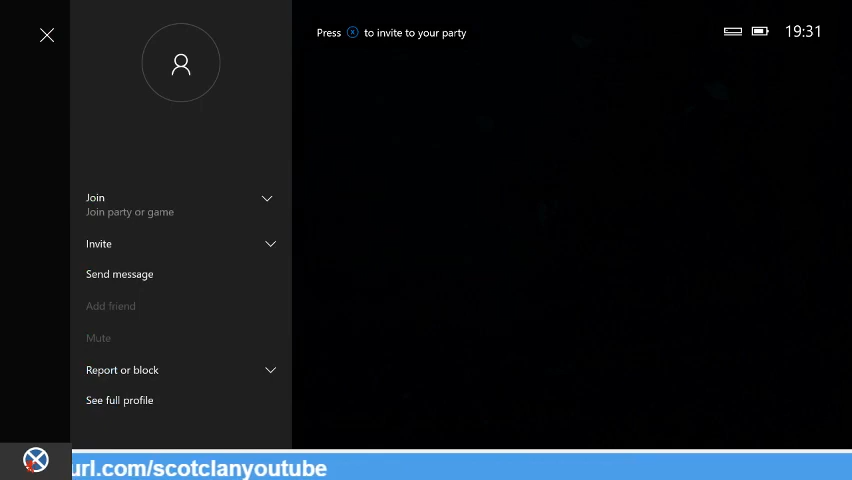 Press X to invite to your party
19:31
Join
Join party or game
Invite
Send message
Add friend
Mute
Report or block
See full profile
url.com/scotclanyoutube